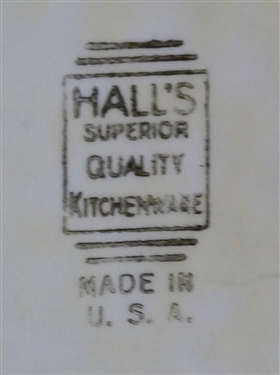 HALL'S
SUPERIOR
QUALITY
KITCHENWARE
MADE IN
U. S. A.